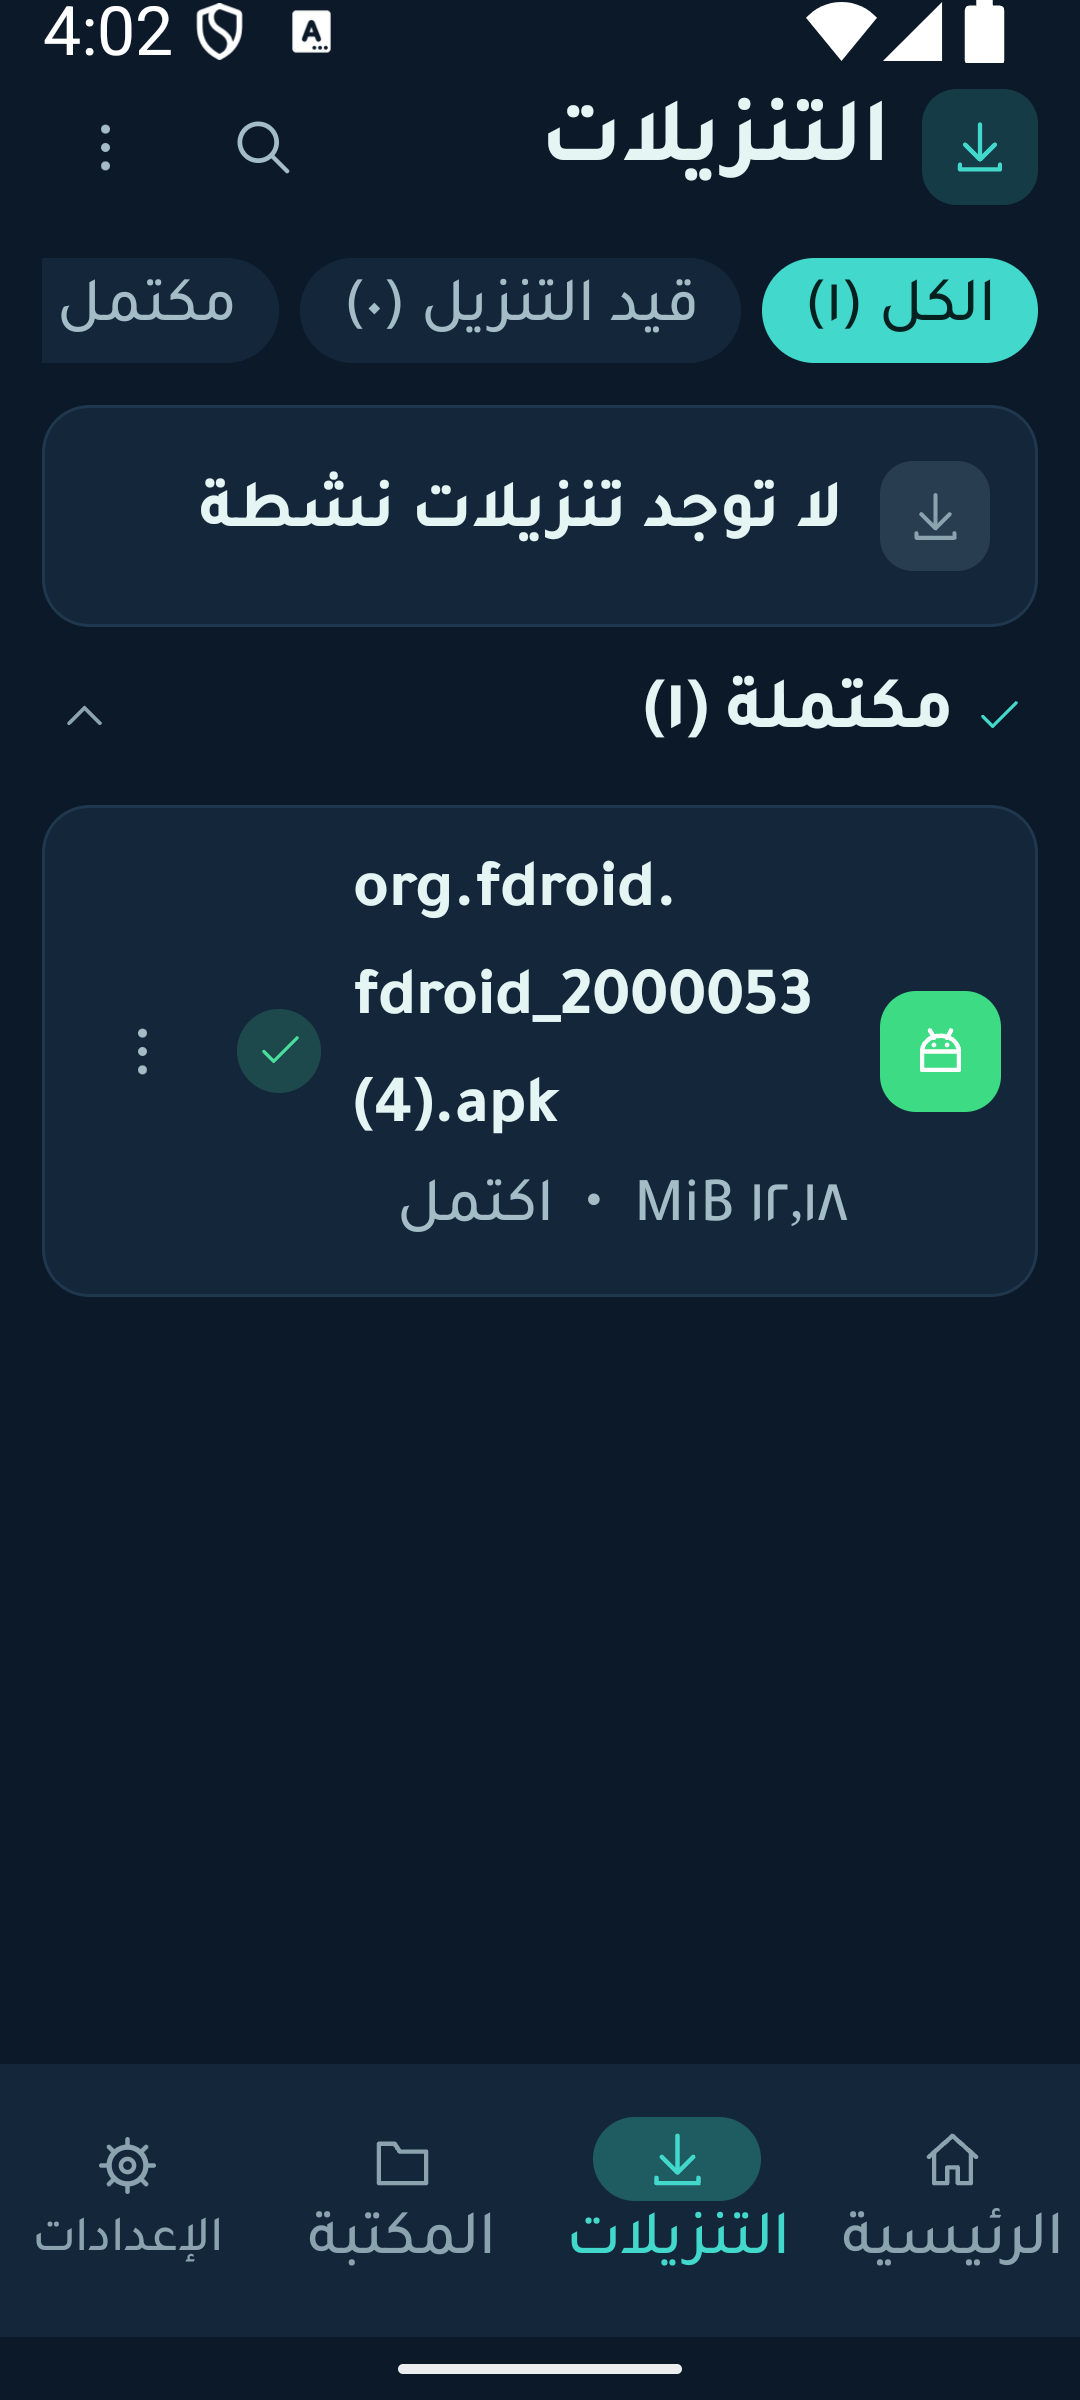 4:02
التنزيلات
الكل (١)
قيد التنزيل (٠)
مكتمل
لا توجد تنزيلات نشطة
مكتملة (١)
org.fdroid.
fdroid_2000053
(4).apk
١٢,١٨ MiB • اكتمل
الرئيسية
التنزيلات
المكتبة
الإعدادات